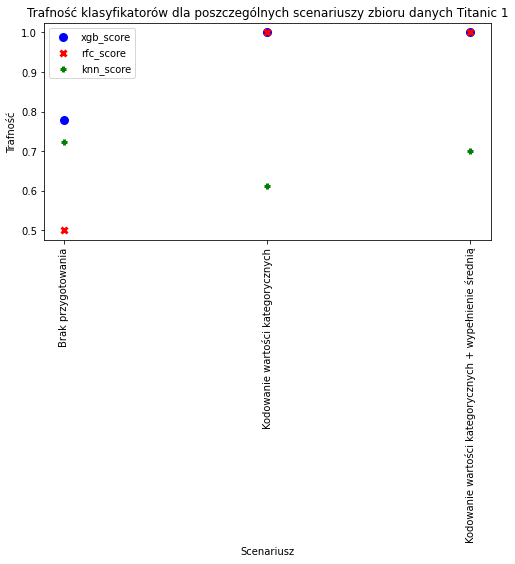 Trafność klasyfikatorów dla poszczególnych scenariuszy zbioru danych Titanic 1
xgb_score
rfc_score
knn_score
1.0
0.9
0.8
0.7
0.6
0.5
Trafność
Brak przygotowania
Kodowanie wartości kategorycznych
Kodowanie wartości kategorycznych + wypełnienie średnią
Scenariusz